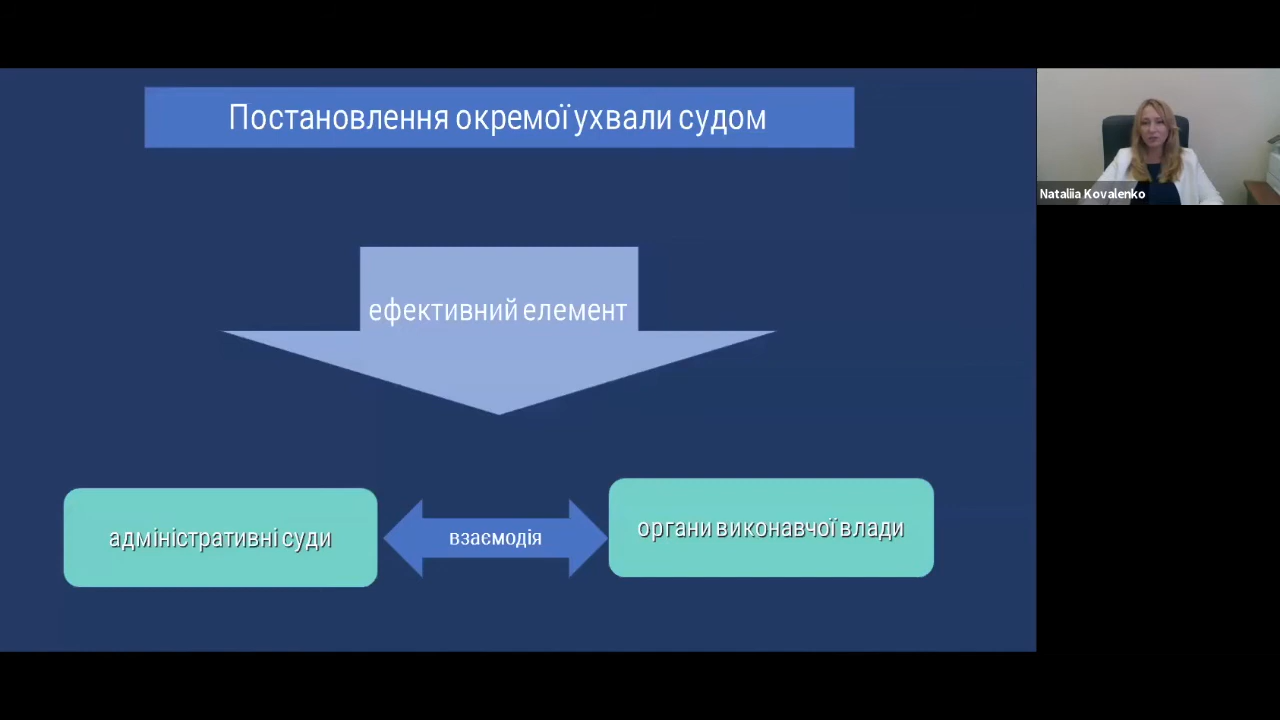 Постановлення окремої ухвали судом
Nataliia Kovalenko
ефективний елемент
адміністративні суди
взаємодія
органи виконавчої влади